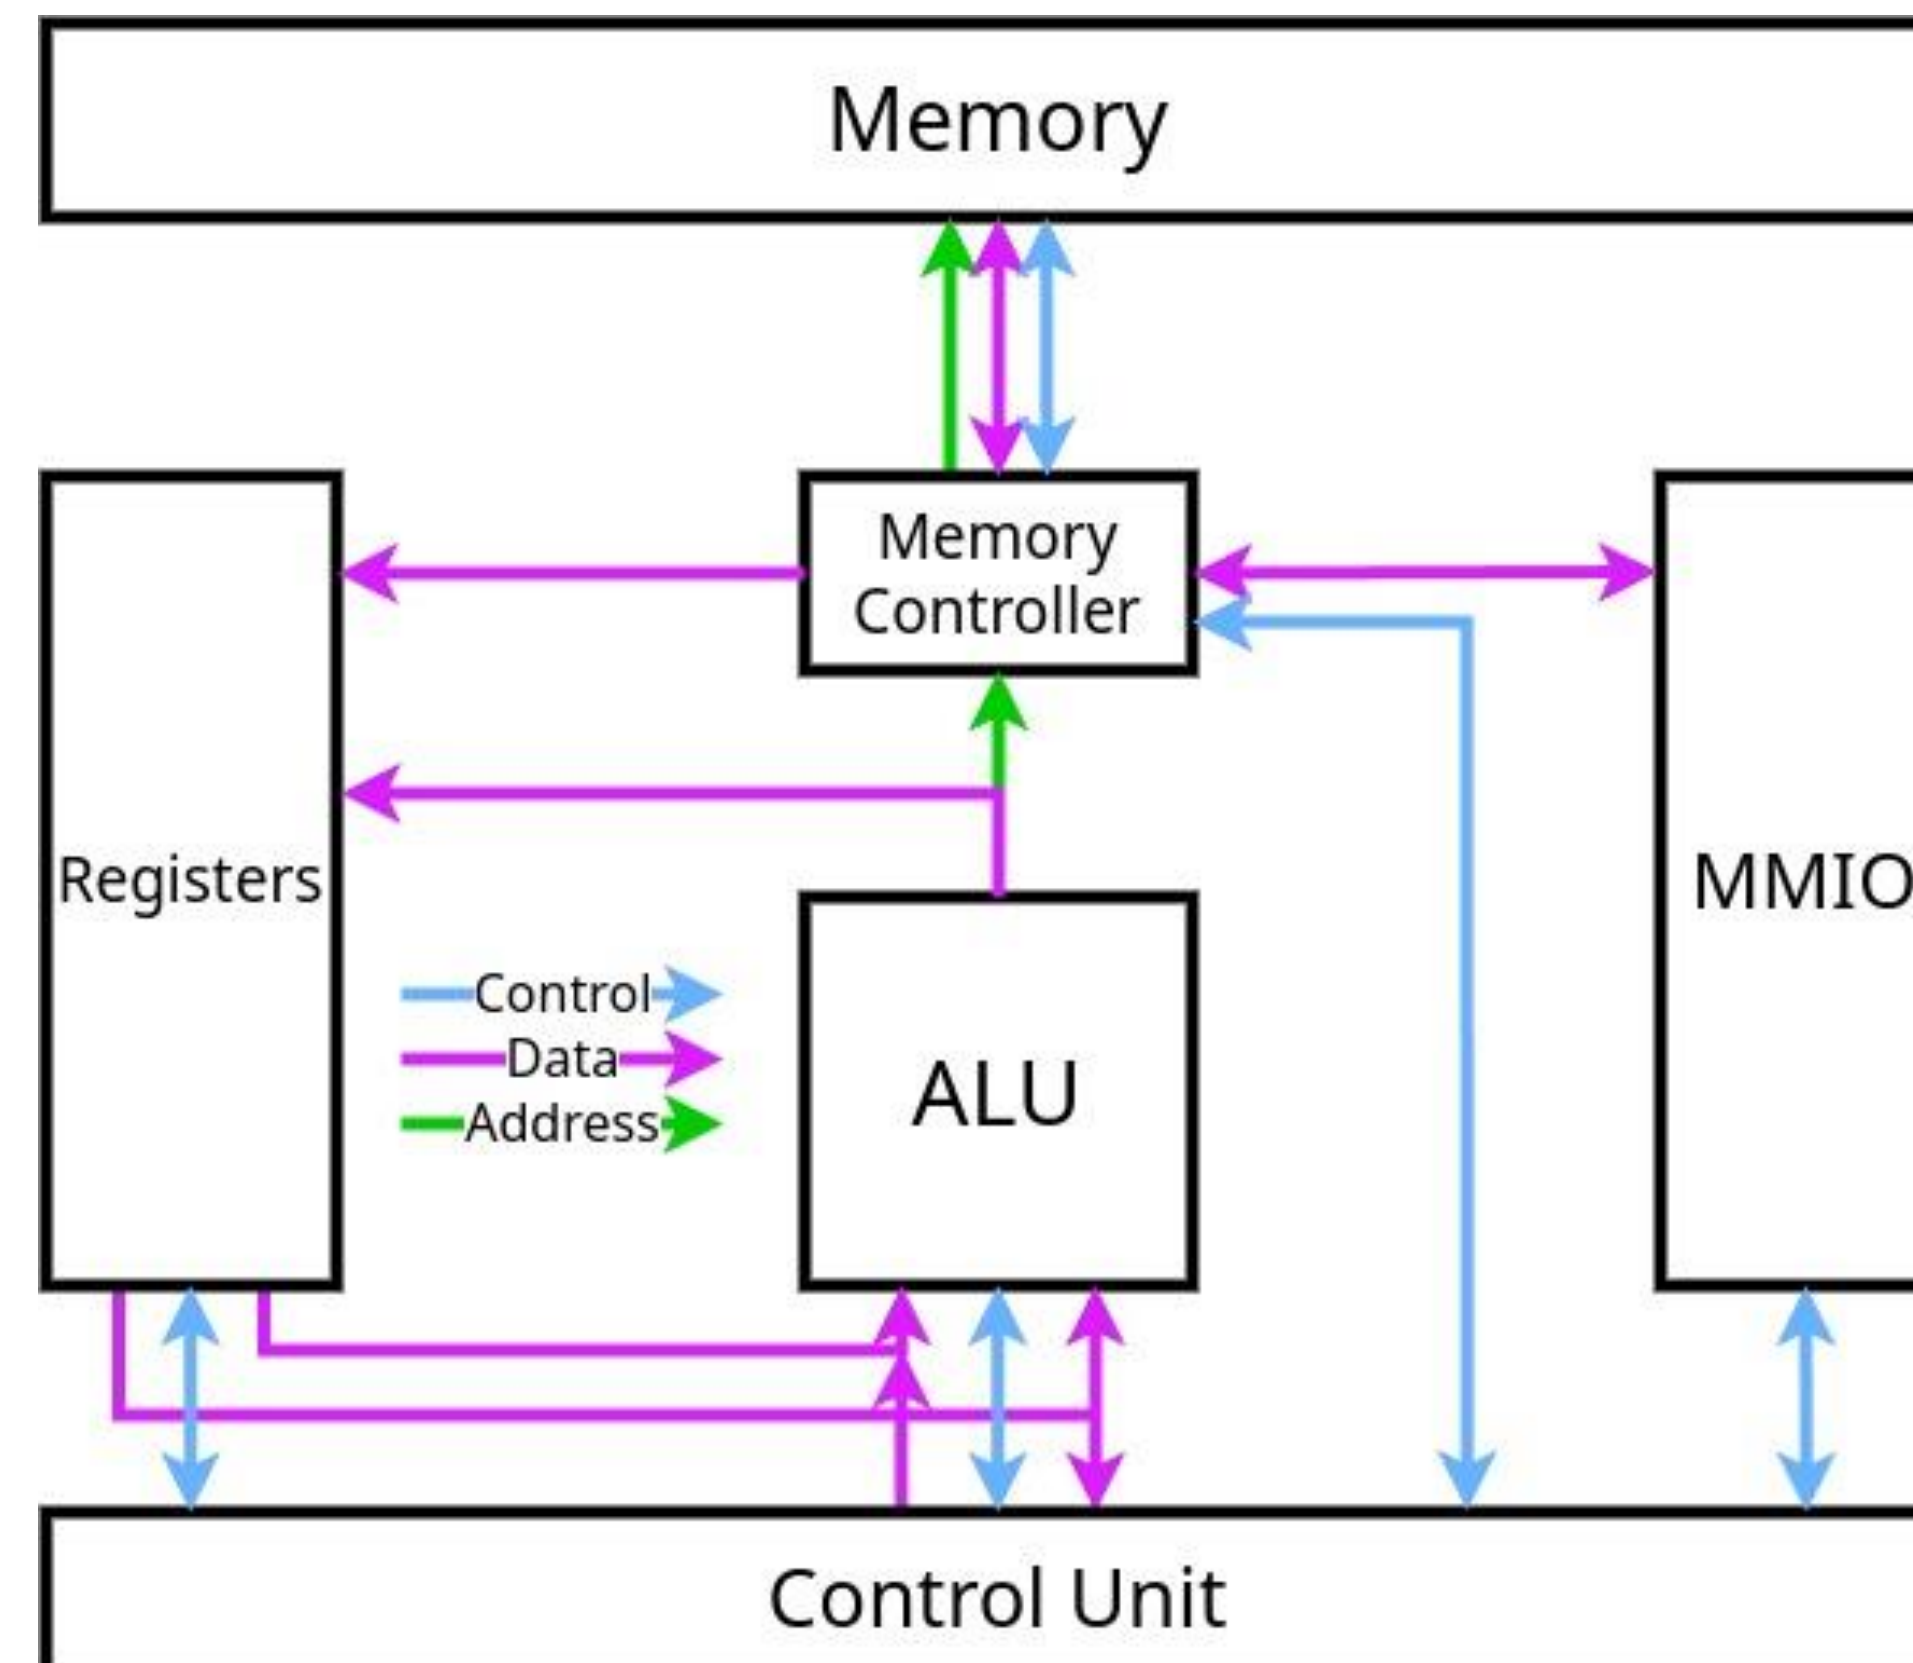 Memory
Memory
Controller
Registers
MMIO
Control
Data
Address
ALU
Control Unit